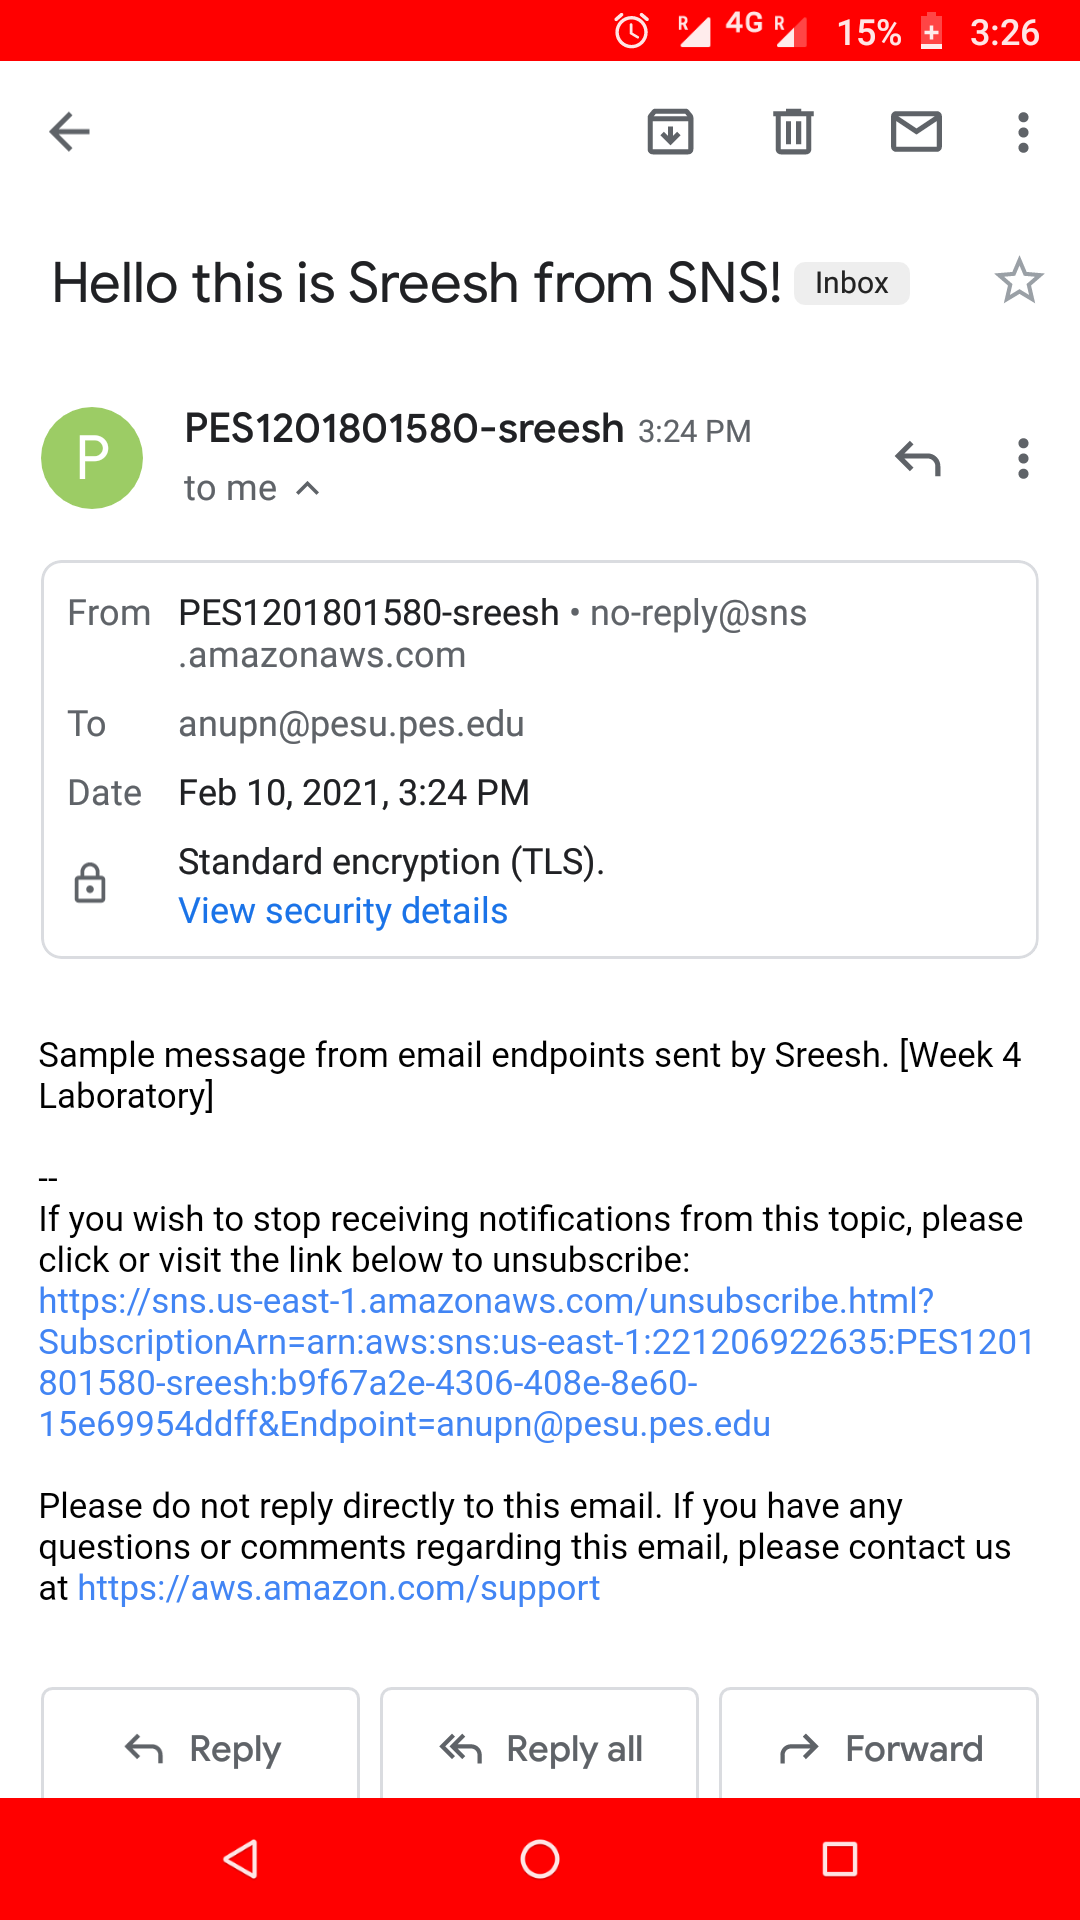 R 4G R 15% 3:26
Hello this is Sreesh from SNS! Inbox
P
PES1201801580-sreesh 3:24 PM
to me
From PES1201801580-sreesh • no-reply@sns
.amazonaws.com
To anupn@pesu.pes.edu
Date Feb 10, 2021, 3:24 PM
Standard encryption (TLS).
View security details
Sample message from email endpoints sent by Sreesh. [Week 4
Laboratory]
--
If you wish to stop receiving notifications from this topic, please
click or visit the link below to unsubscribe:
https://sns.us-east-1.amazonaws.com/unsubscribe.html?
SubscriptionArn=arn:aws:sns:us-east-1:221206922635:PES1201
801580-sreesh:b9f67a2e-4306-408e-8e60-
15e69954ddff&Endpoint=anupn@pesu.pes.edu
Please do not reply directly to this email. If you have any
questions or comments regarding this email, please contact us
at https://aws.amazon.com/support
Reply Reply all Forward